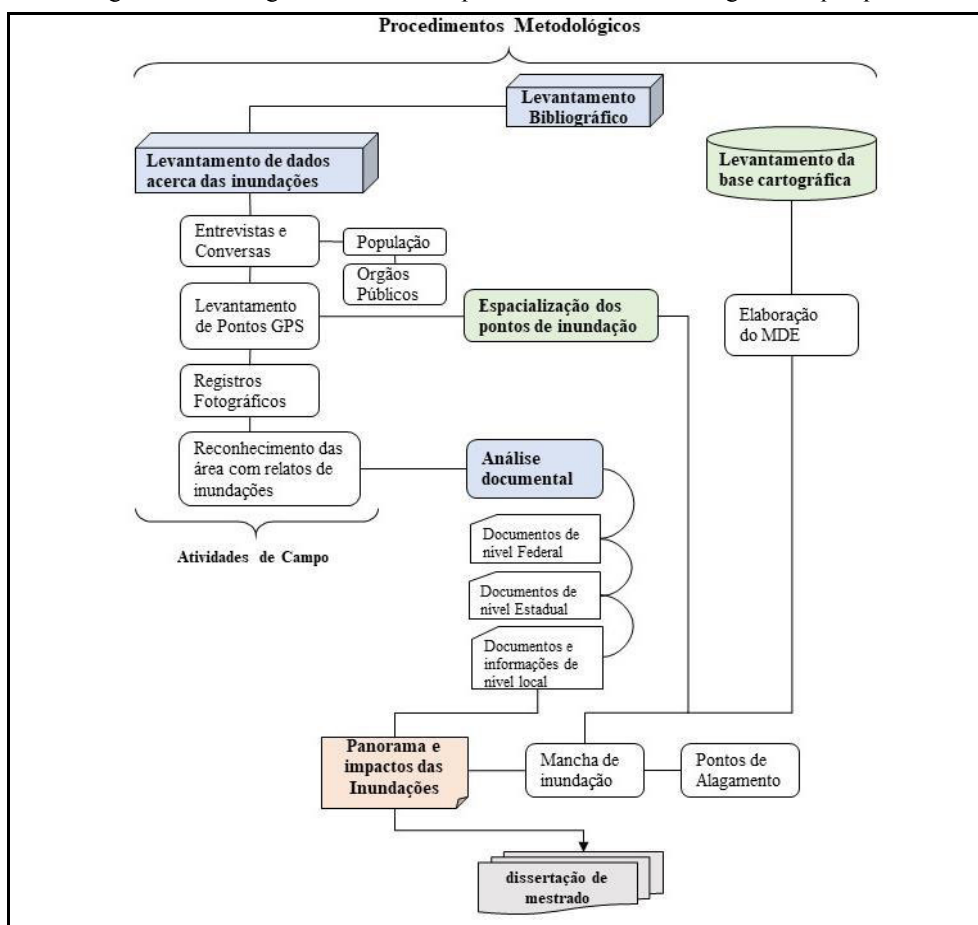 Procedimentos Metodológicos
Levantamento
Bibliográfico
Levantamento de dados
acerca das inundações
Levantamento da
base cartográfica
Entrevistas e
Conversas
População
Orgãos
Públicos
Levantamento
de Pontos GPS
Espacialização dos
pontos de inundação
Elaboração
do MDE
Registros
Fotográficos
Reconhecimento das
área com relatos de
inundações
Análise
documental
Atividades de Campo
Documentos de
nivel Federal
Documentos de
nivel Estadual
Documentos e
informações de
nivel local
Panorama e
impactos das
Inundações
Mancha de
inundação
Pontos de
Alagamento
dissertação de
mestrado